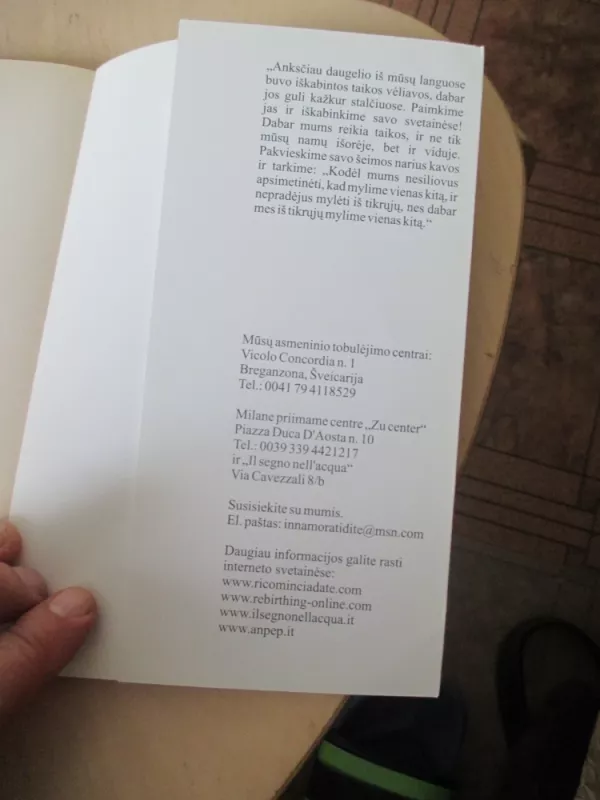 „Anksčiau daugelio iš mūsų languose
buvo iškabintos taikos vėliavos, dabar
jos guli kažkur stalčiuose. Paimkime
jas ir iškabinkime savo svetainėse!
Dabar mums reikia taikos, ir ne tik
mūsų namų išorėje, bet ir viduje.
Pakvieskime savo šeimos narius kavos
ir tarkime: „Kodėl mums nesiliovus
apsimetinėti, kad mylime vienas kitą, ir
nepradėjus mylėti iš tikrųjų, nes dabar
mes iš tikrųjų mylime vienas kitą.“
Mūsų asmeninio tobulėjimo centrai:
Vicolo Concordia n. 1
Breganzona, Šveicarija
Tel.: 0041 79 4118529
Milane priimame centre „Zu center“
Piazza Duca D'Aosta n. 10
Tel.: 0039 339 4421217
ir „Il segno nell'acqua“
Via Cavezzali 8/b
Susisiekite su mumis.
El. paštas: innamoratidite@msn.com
Daugiau informacijos galite rasti
interneto svetainėse:
www.ricominciadate.com
www.rebirthing-online.com
www.ilsegnonellacqua.it
www.anpep.it